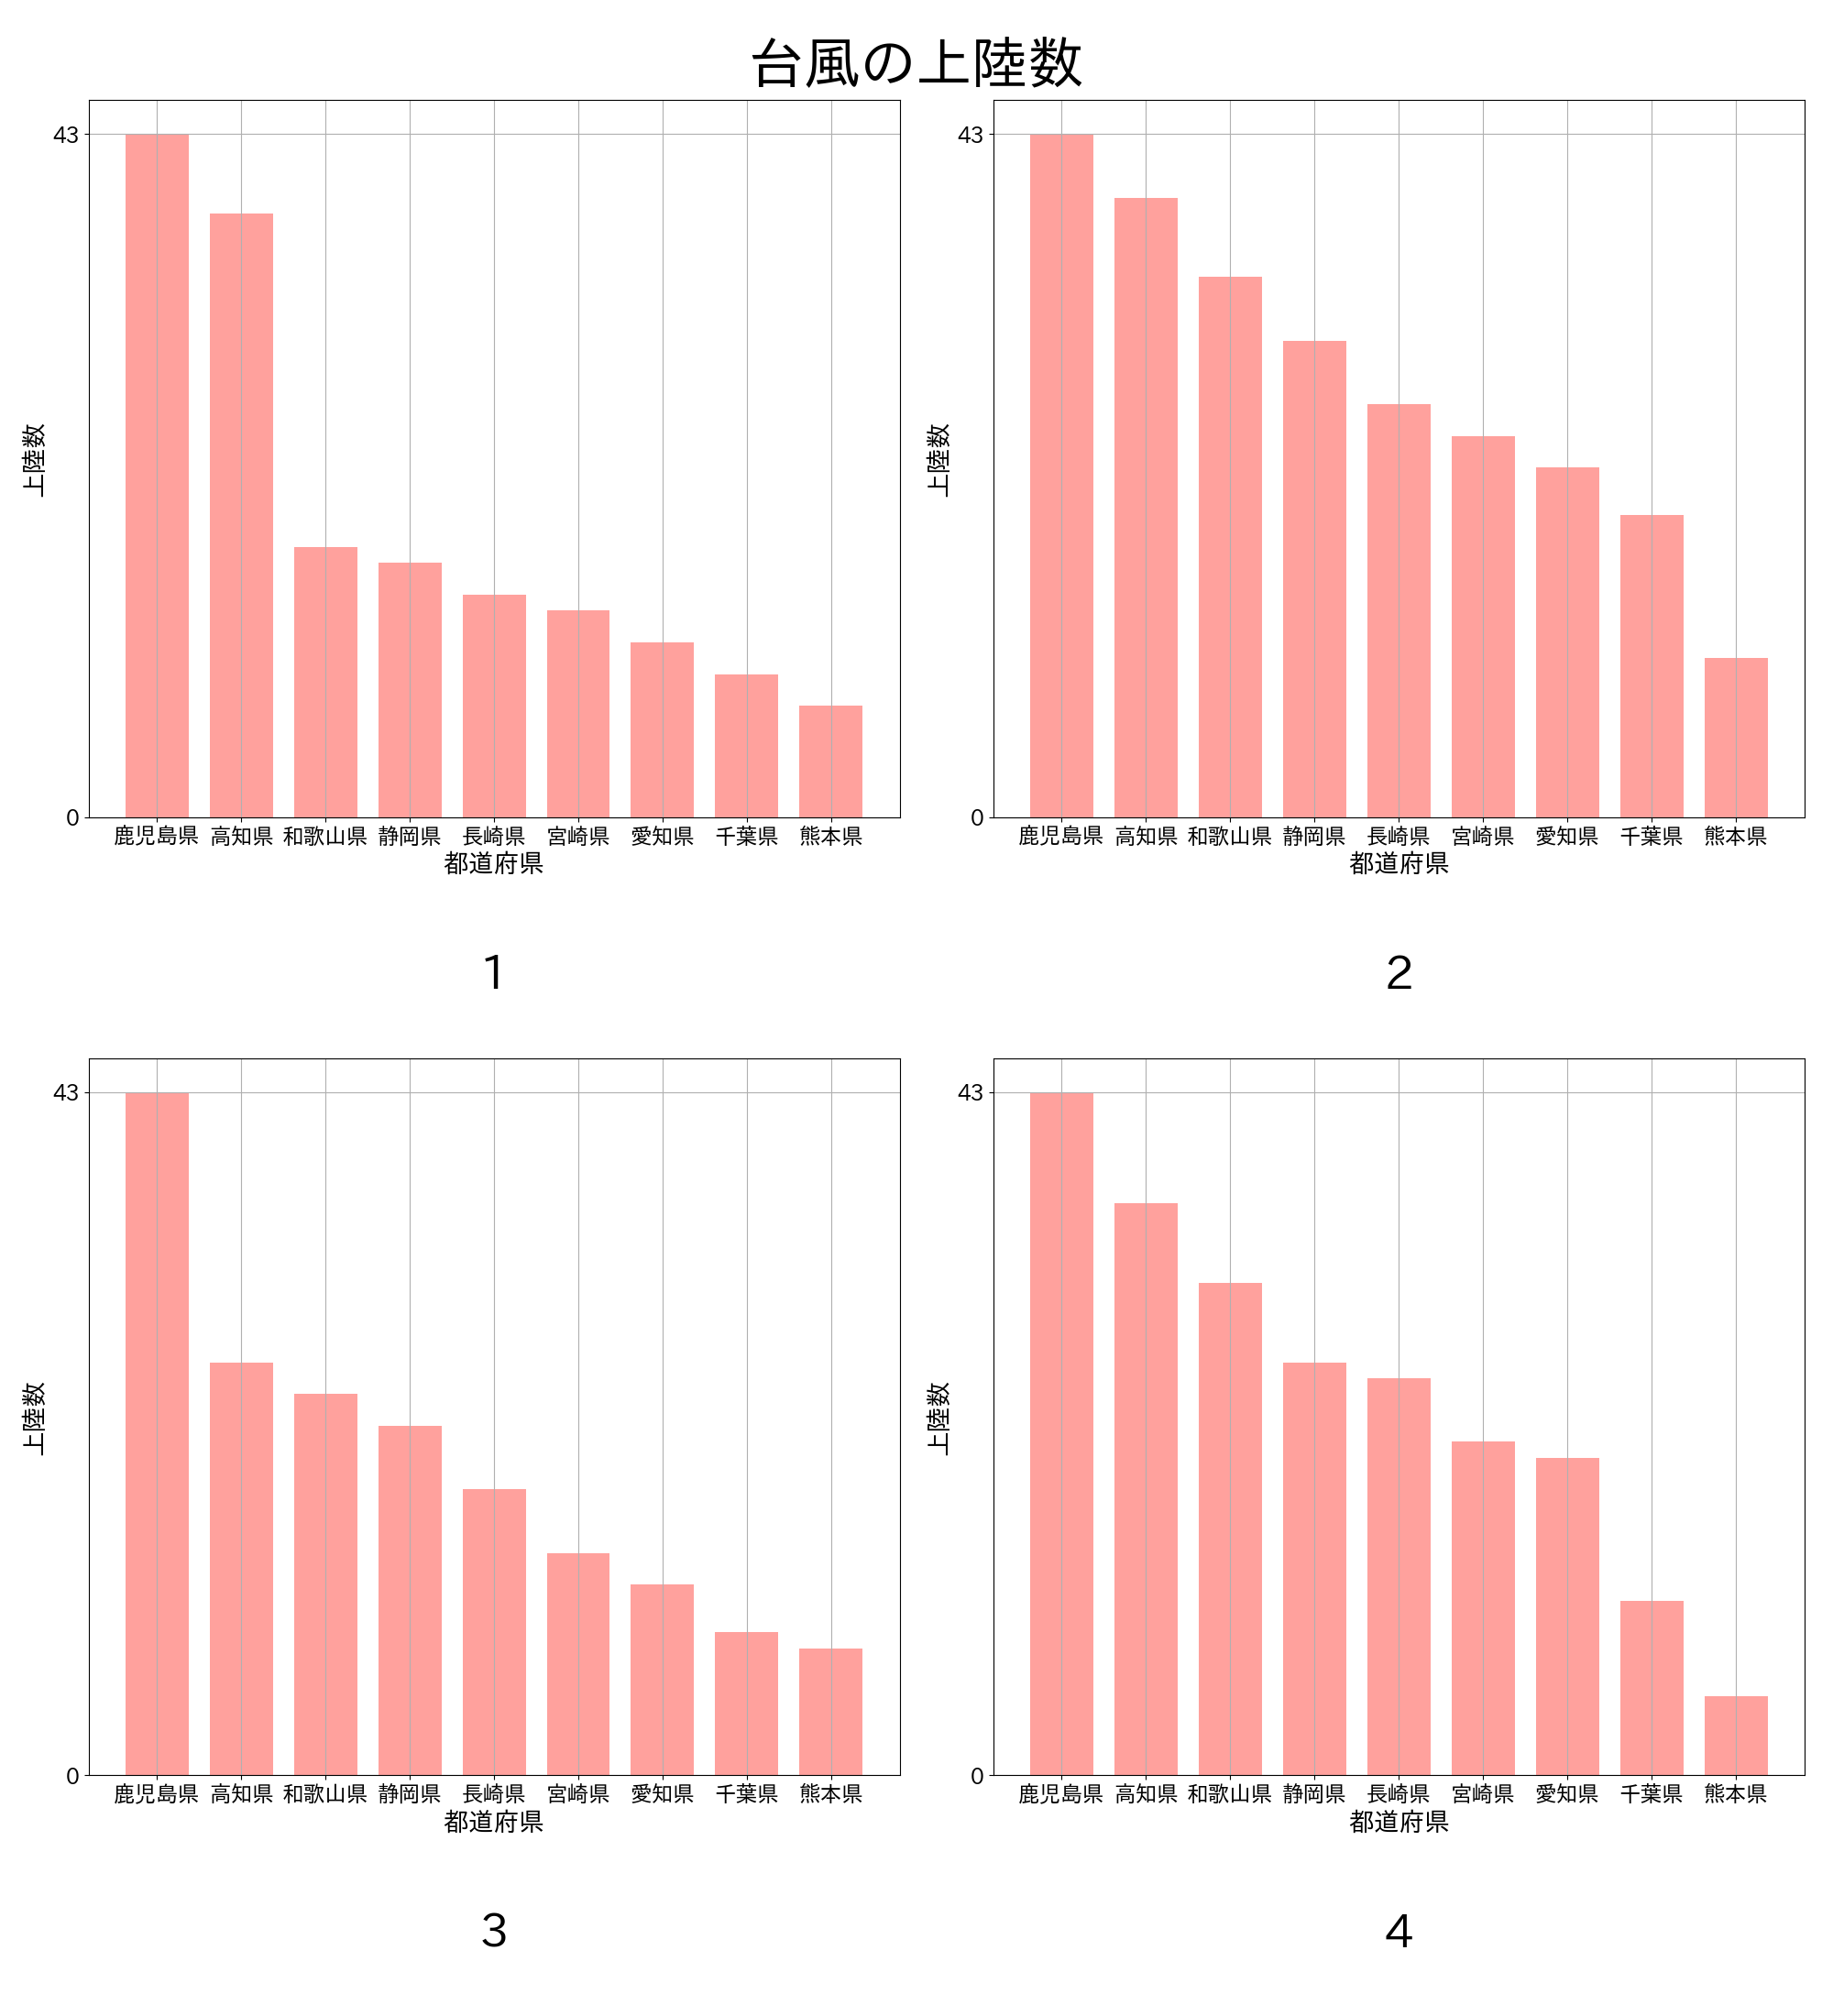 台風の上陸数
43
0
上陸数
鹿児島県 高知県 和歌山県 静岡県 長崎県 宮崎県 愛知県 千葉県 熊本県
都道府県
1
43
0
上陸数
鹿児島県 高知県 和歌山県 静岡県 長崎県 宮崎県 愛知県 千葉県 熊本県
都道府県
2
43
0
上陸数
鹿児島県 高知県 和歌山県 静岡県 長崎県 宮崎県 愛知県 千葉県 熊本県
都道府県
3
43
0
上陸数
鹿児島県 高知県 和歌山県 静岡県 長崎県 宮崎県 愛知県 千葉県 熊本県
都道府県
4